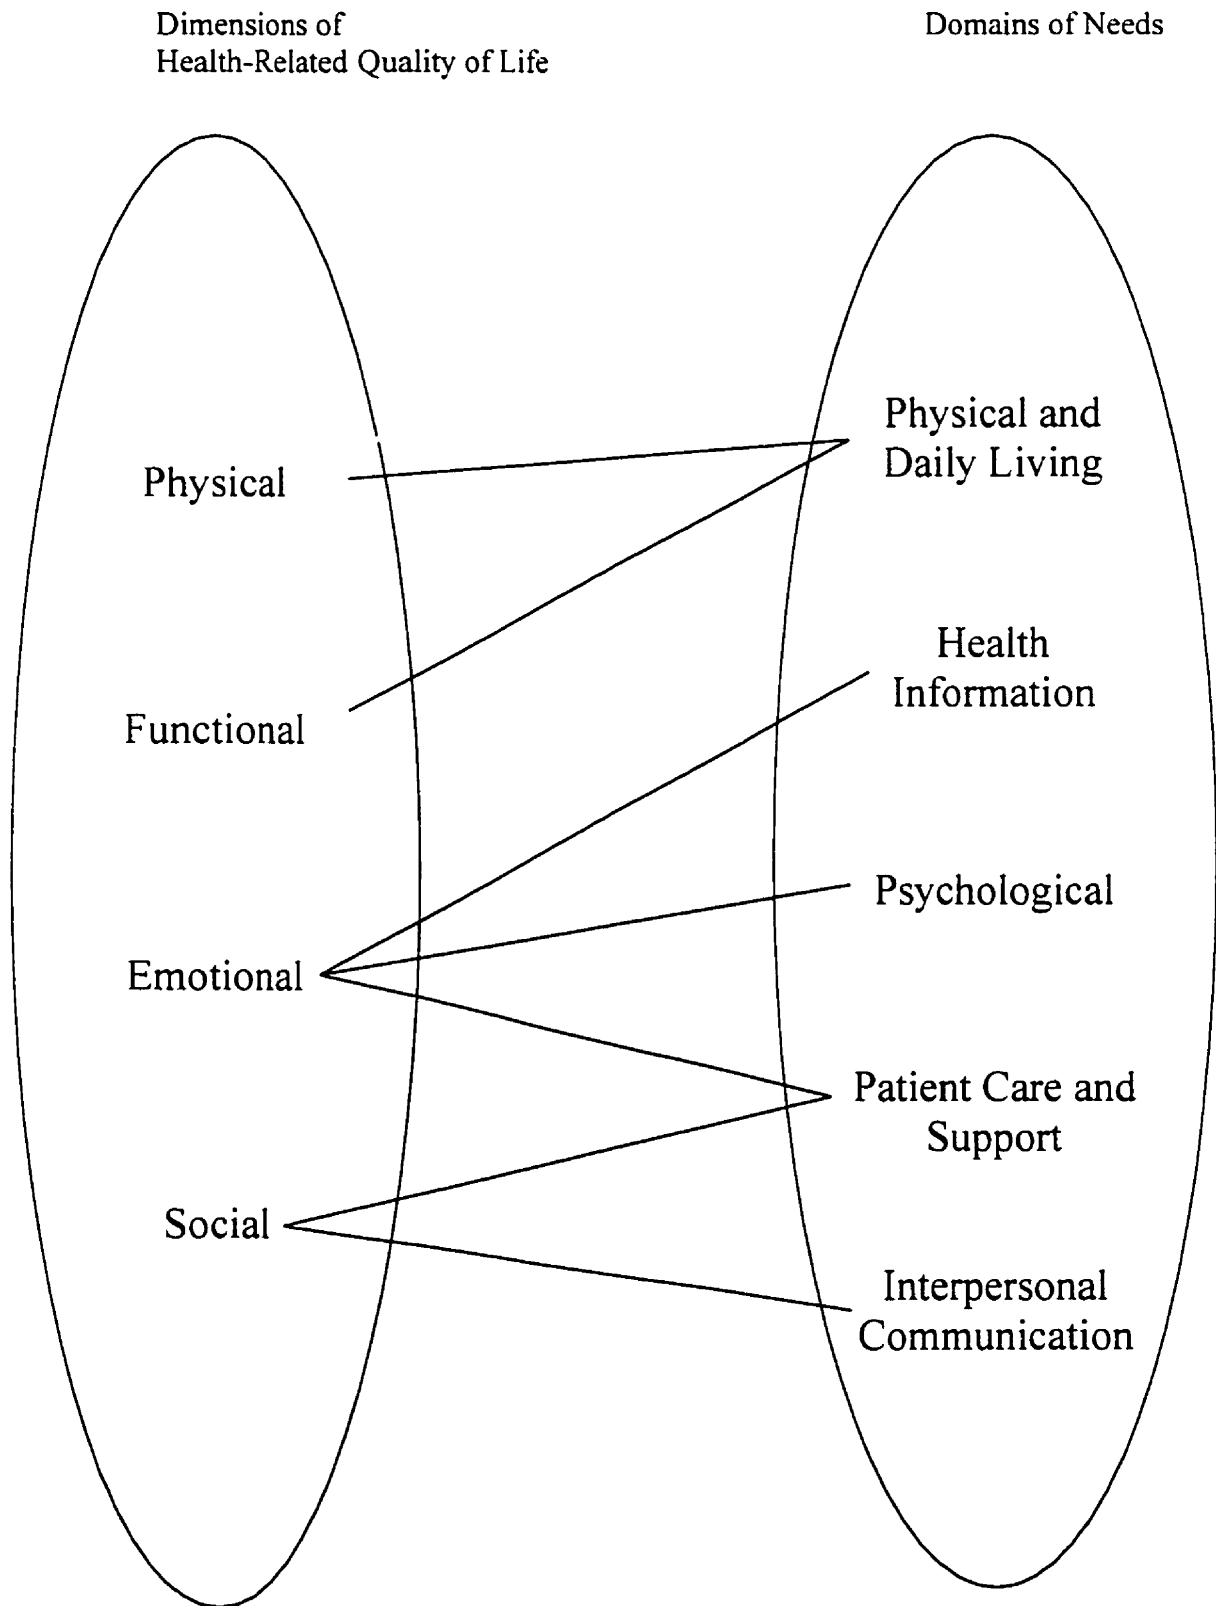 Dimensions of
Health-Related Quality of Life
Domains of Needs
Physical
Functional
Emotional
Social
Physical and
Daily Living
Health
Information
Psychological
Patient Care and
Support
Interpersonal
Communication